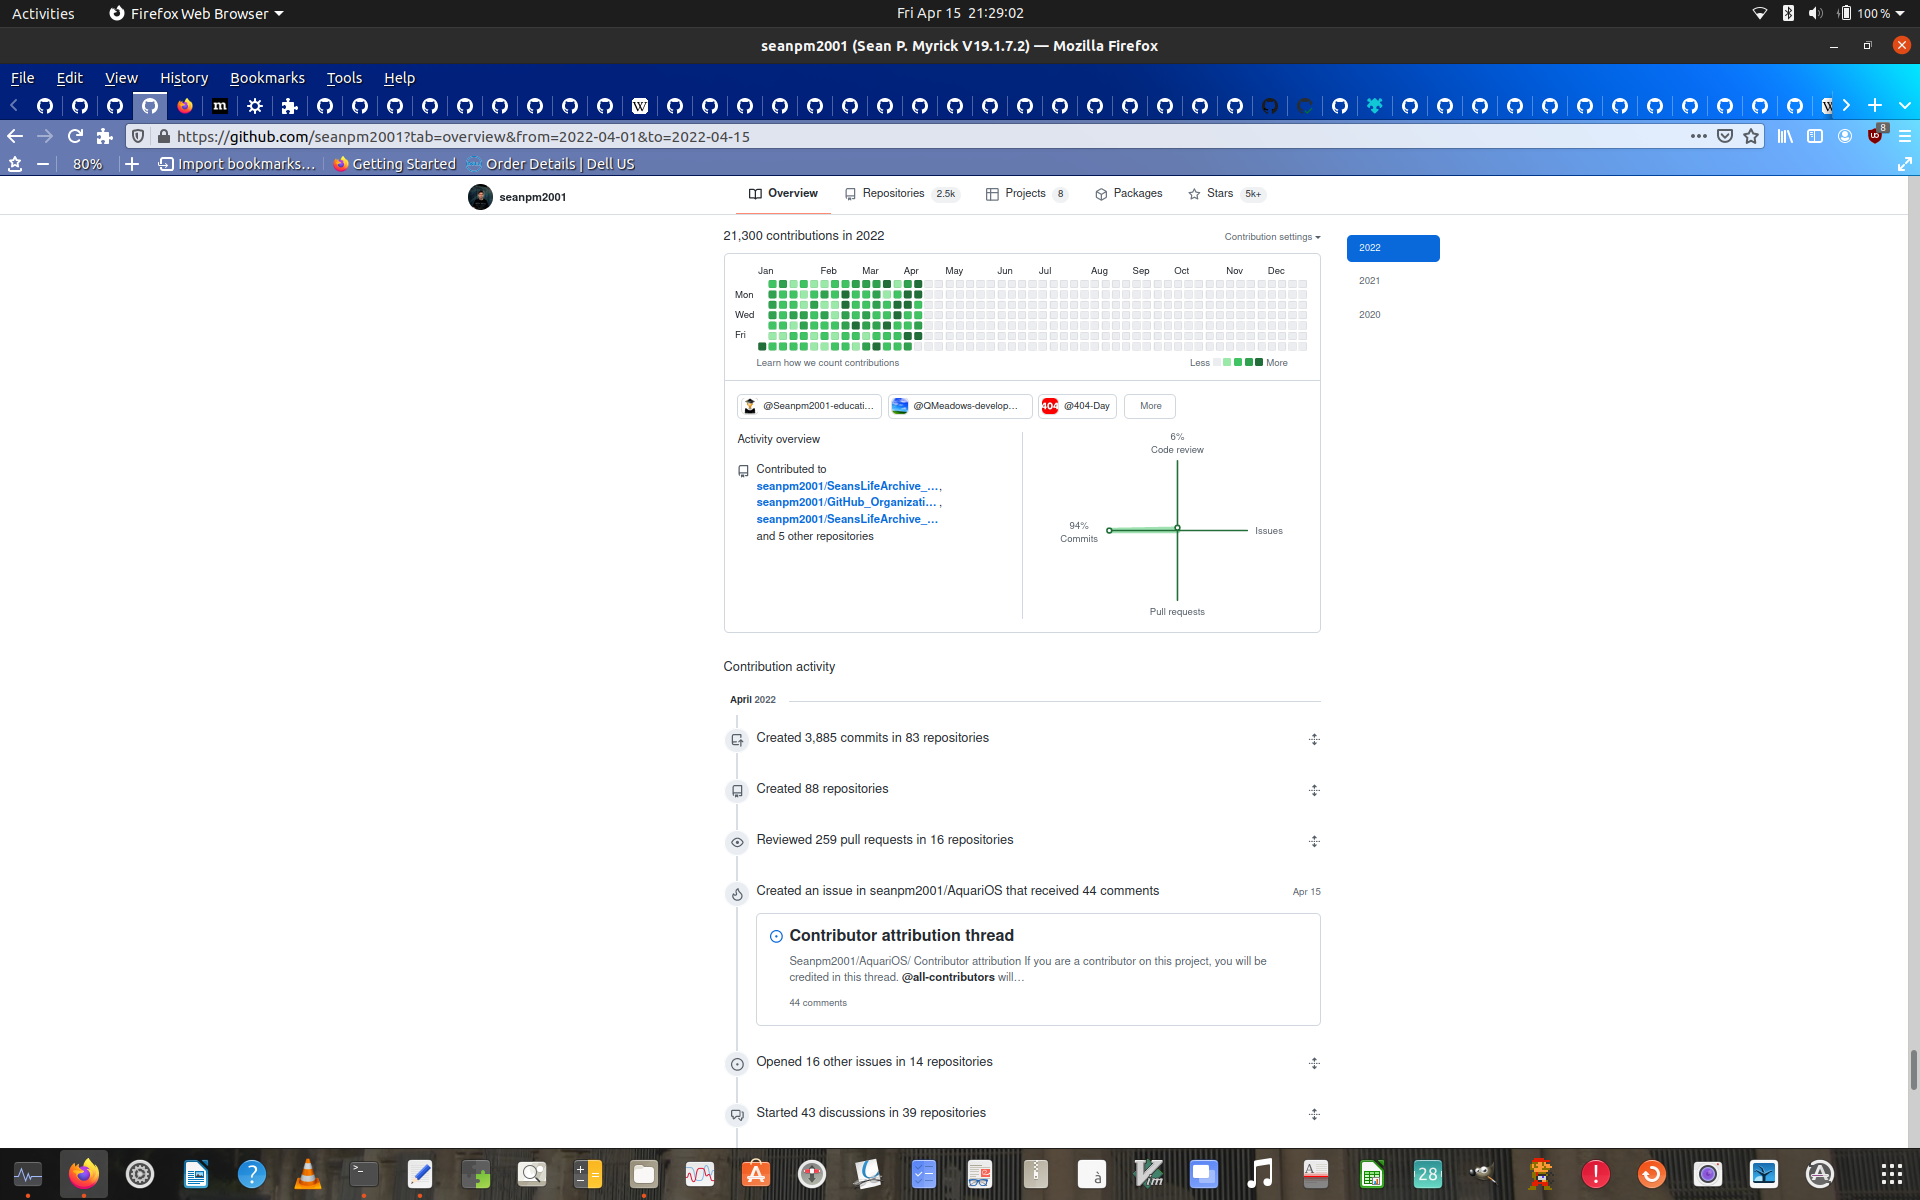 Activities
Firefox Web Browser
Fri Apr 15 21:29:02
100 %
seanpm2001 (Sean P. Myrick V19.1.7.2) — Mozilla Firefox
File Edit View History Bookmarks Tools Help
https://github.com/seanpm2001?tab=overview&from=2022-04-01&to=2022-04-15
8
80%
Import bookmarks…
Getting Started
Order Details | Dell US
seanpm2001
Overview
Repositories 2.5k
Projects 8
Packages
Stars 5k+
21,300 contributions in 2022
Contribution settings
2022
2021
2020
Jan Feb Mar Apr May Jun Jul Aug Sep Oct Nov Dec
Mon
Wed
Fri
Learn how we count contributions
Less
More
@Seanpm2001-educati…
@QMeadows-develop…
404
@404-Day
More
Activity overview
Contributed to
seanpm2001/SeansLifeArchive_…,
seanpm2001/GitHub_Organizati…,
seanpm2001/SeansLifeArchive_…
and 5 other repositories
6%
Code review
94%
Commits
Issues
Pull requests
Contribution activity
April 2022
Created 3,885 commits in 83 repositories
Created 88 repositories
Reviewed 259 pull requests in 16 repositories
Created an issue in seanpm2001/AquariOS that received 44 comments
Apr 15
Contributor attribution thread
Seanpm2001/AquariOS/ Contributor attribution If you are a contributor on this project, you will be
credited in this thread. @all-contributors will…
44 comments
Opened 16 other issues in 14 repositories
Started 43 discussions in 39 repositories
28